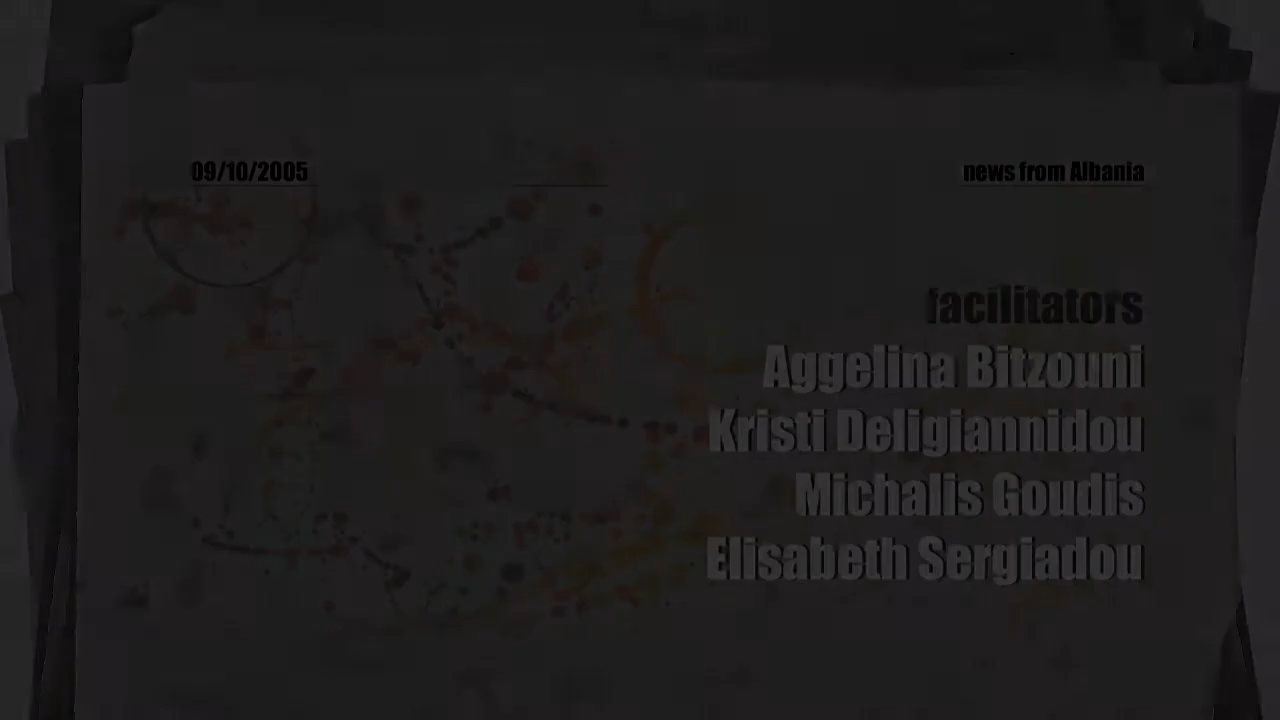 09/10/2005
news from Albania
facilitators
Aggelina Bitzouni
Kristi Deligiannidou
Michalis Goudis
Elisabeth Sergiadou